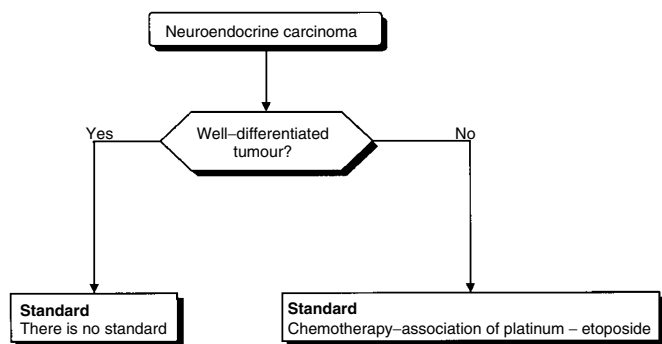 Neuroendocrine carcinoma
Well–differentiated
tumour?
Yes
No
Standard
There is no standard
Standard
Chemotherapy–association of platinum – etoposide